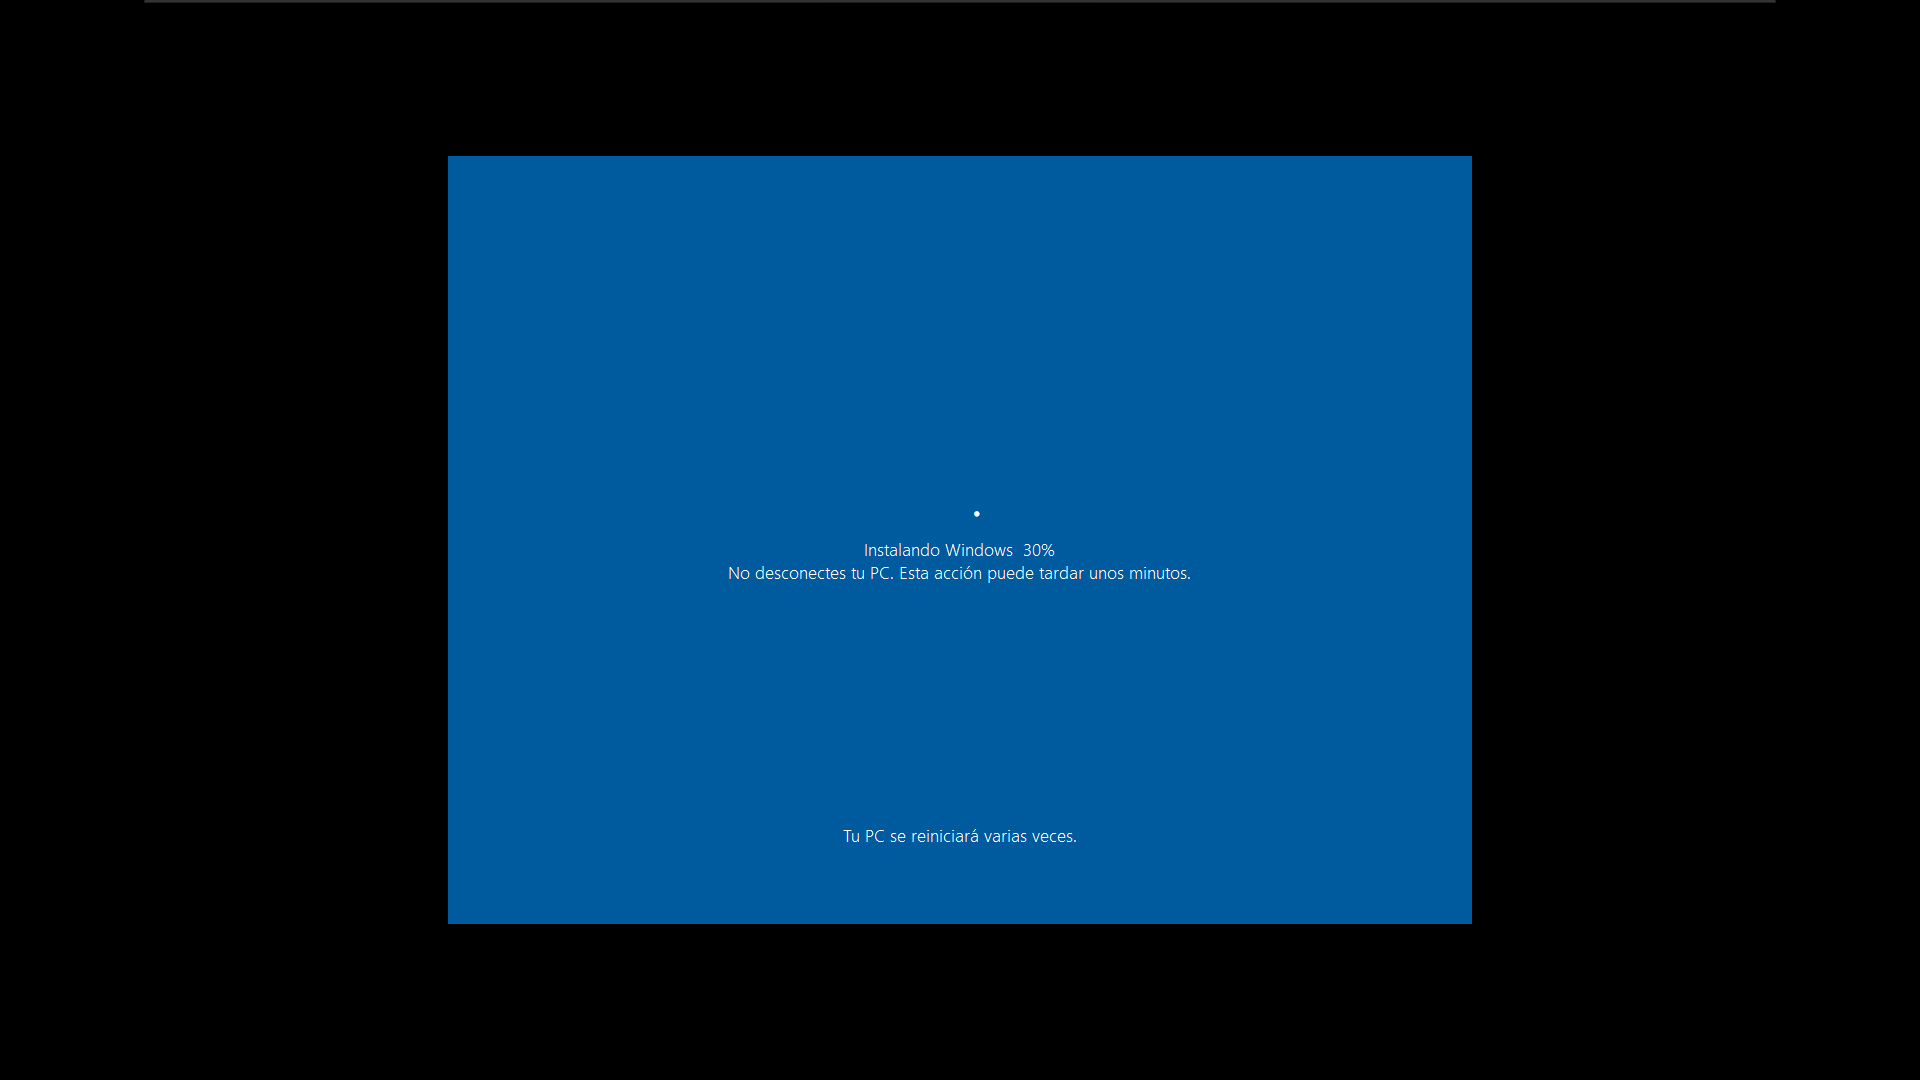 Instalando Windows  30%
No desconectes tu PC. Esta acción puede tardar unos minutos.
Tu PC se reiniciará varias veces.